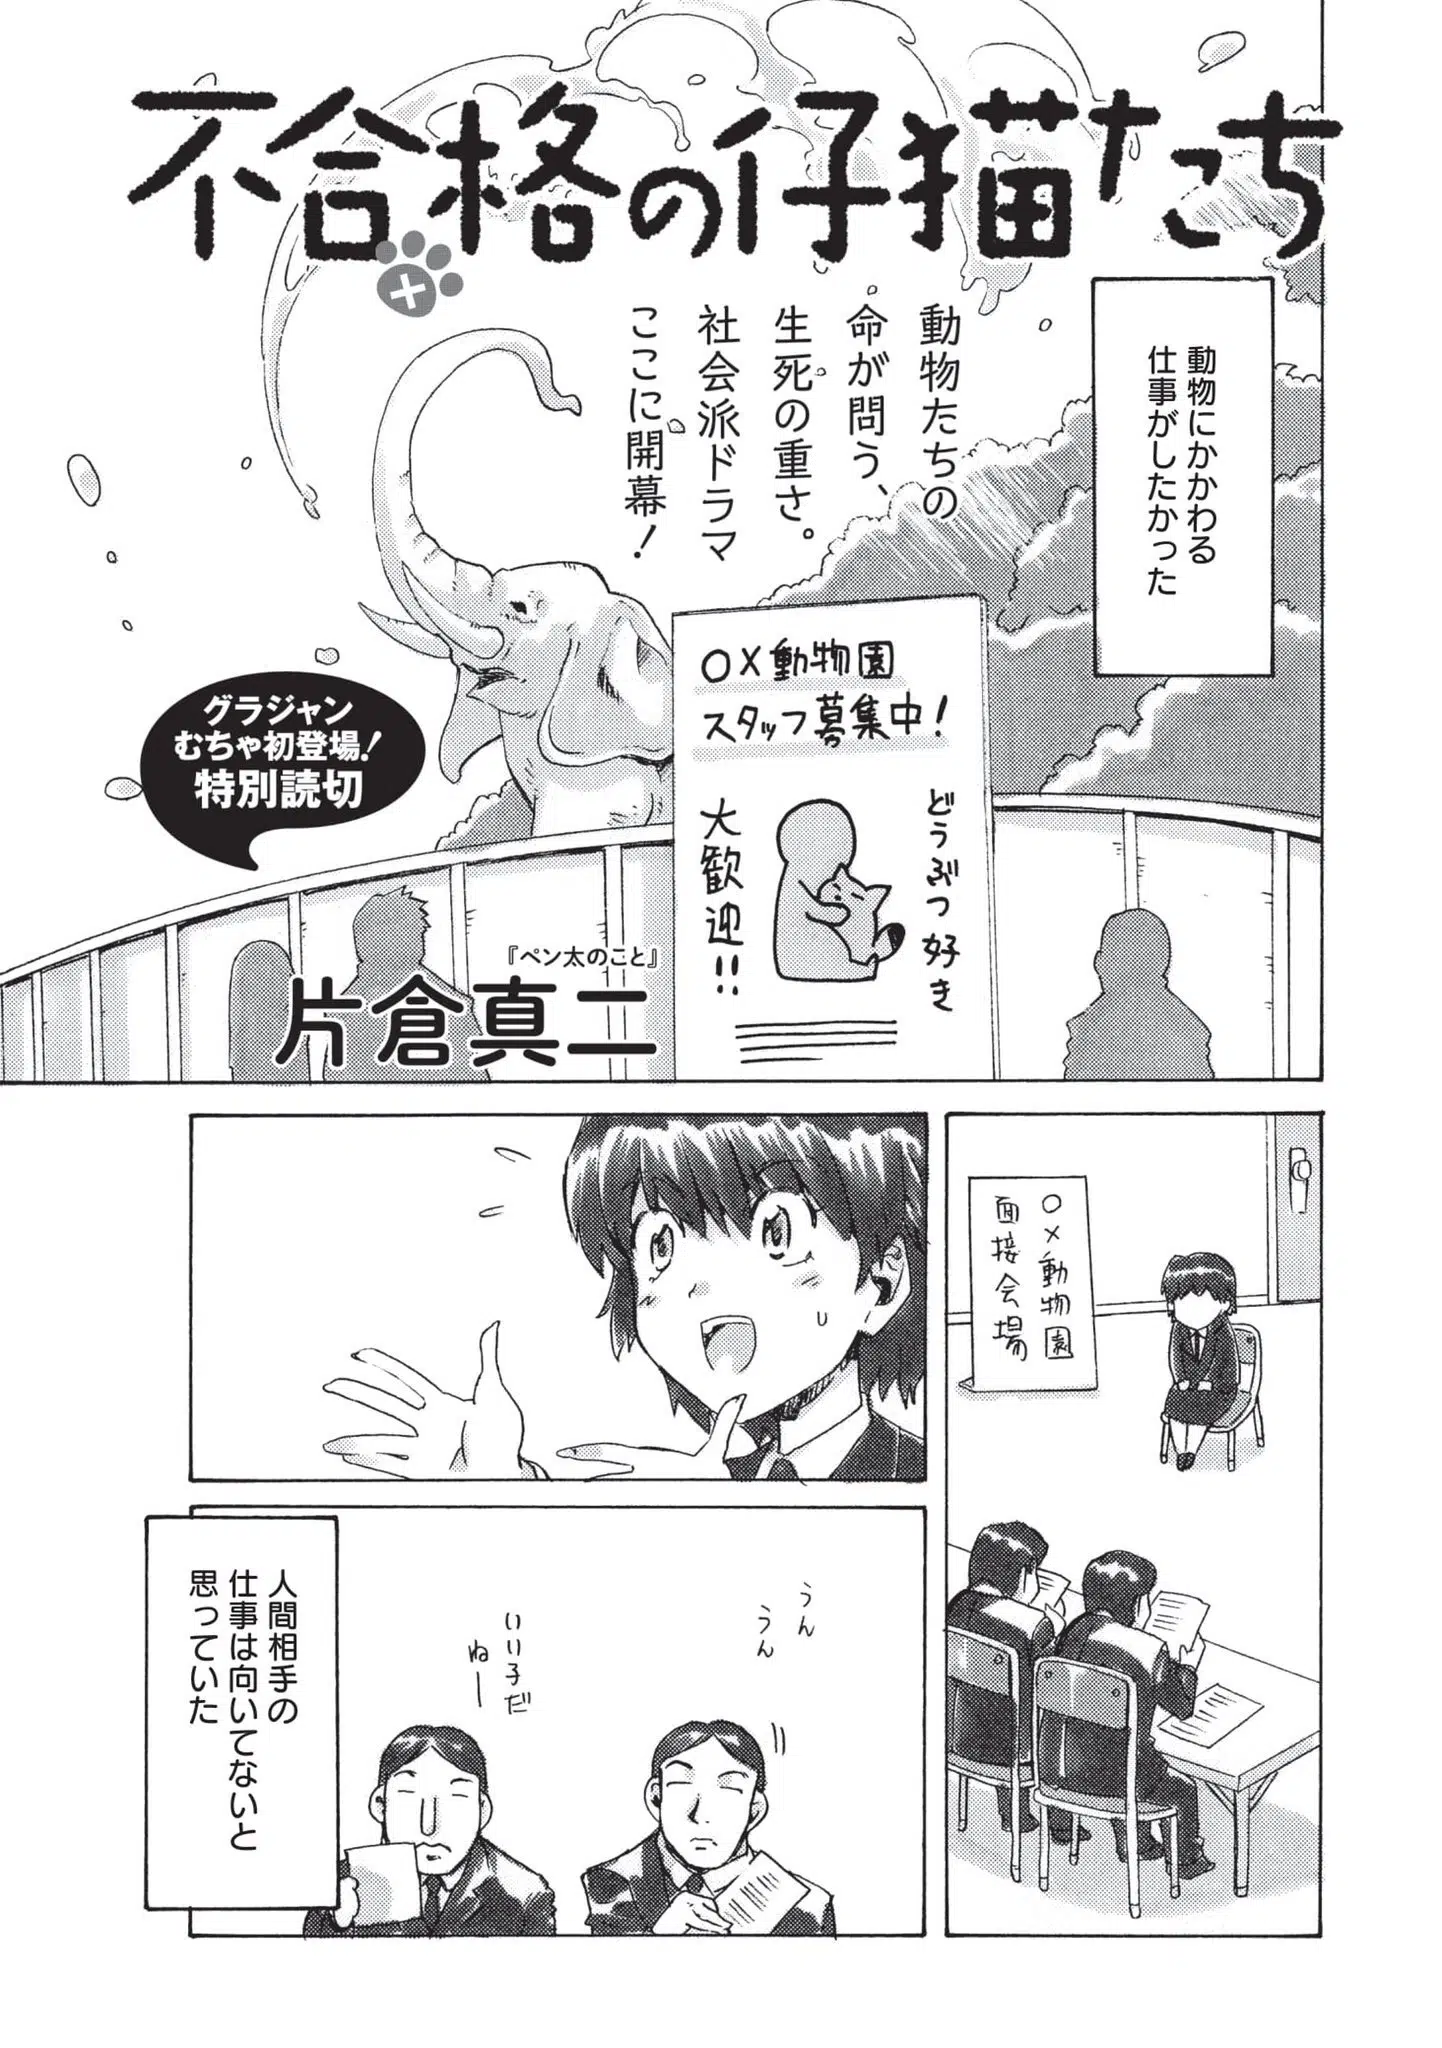 不合格の仔猫たち
動物にかかわる
仕事がしたかった
動物たちの
命が問う、
生死の重さ。
社会派ドラマ
ここに開幕！
グラジャン
むちゃ初登場！
特別読切
○×動物園
スタッフ募集中！
どうぶつ好き
大歓迎!!
『ペン太のこと』
片倉真二
○×動物園
面接会場
うん
うん
いい子だ
ねー
人間相手の
仕事は向いてないと
思っていた